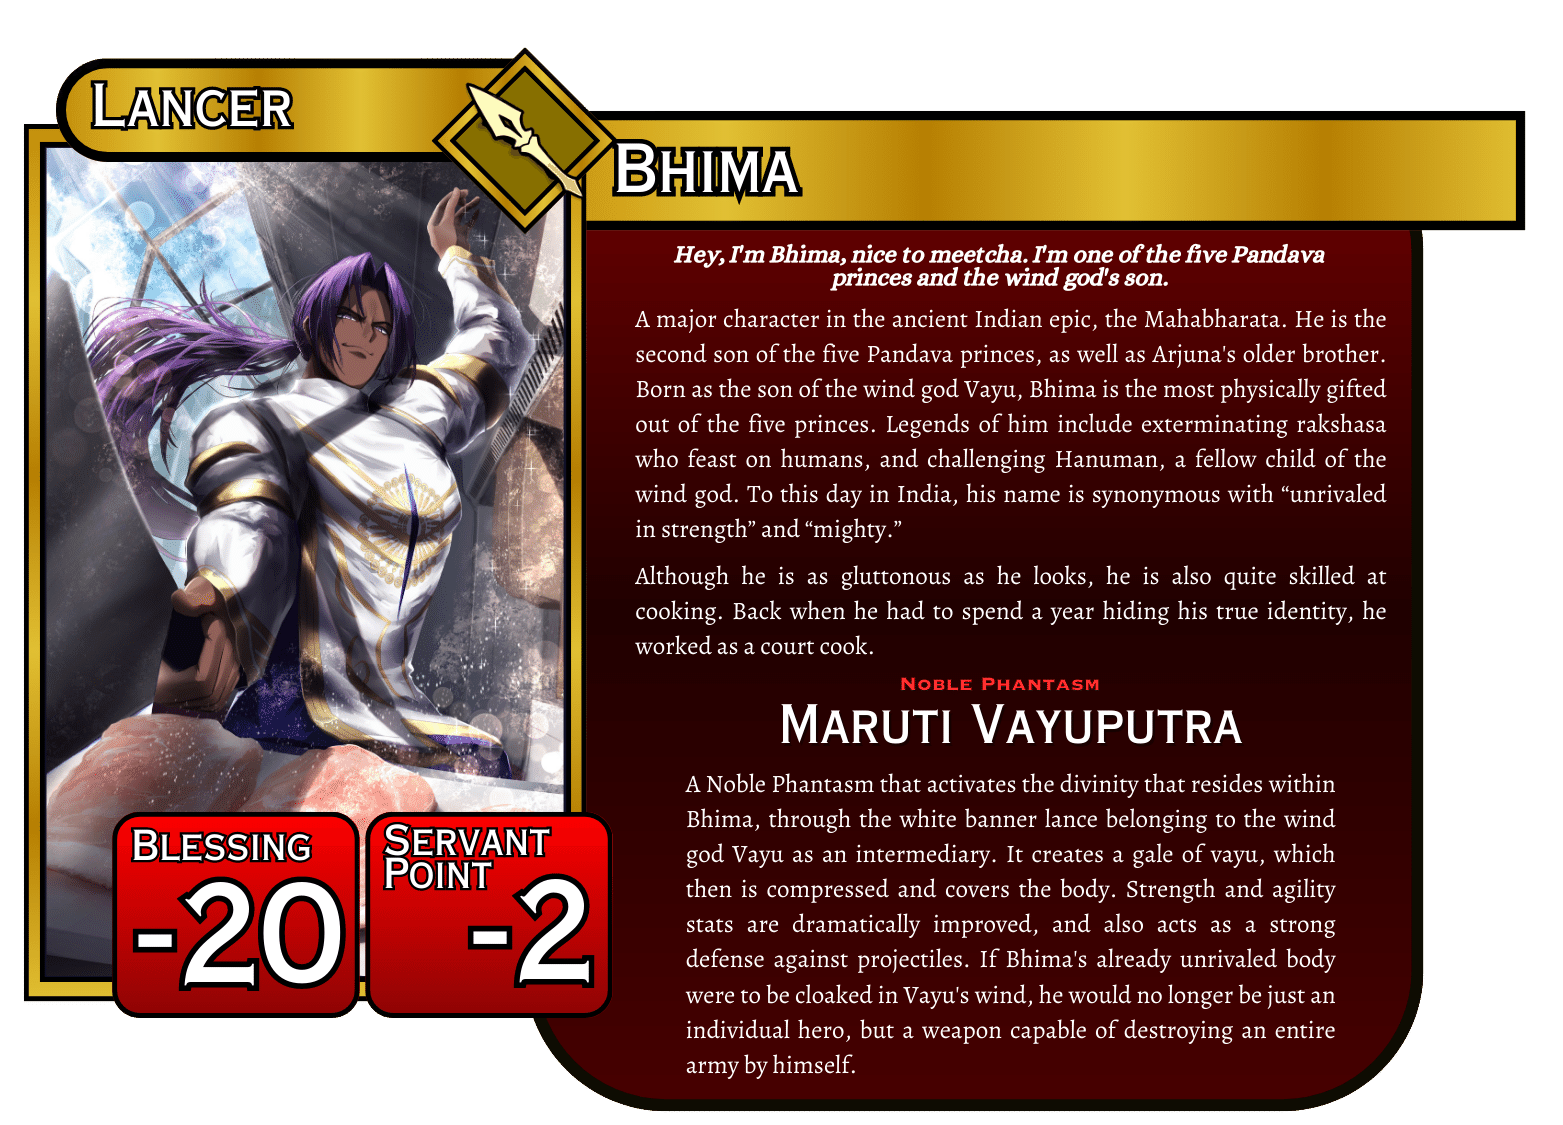 Lancer
Bhima
Hey, I'm Bhima, nice to meetcha. I'm one of the five Pandava
princes and the wind god's son.
A major character in the ancient Indian epic, the Mahabharata. He is the
second son of the five Pandava princes, as well as Arjuna's older brother.
Born as the son of the wind god Vayu, Bhima is the most physically gifted
out of the five princes. Legends of him include exterminating rakshasa
who feast on humans, and challenging Hanuman, a fellow child of the
wind god. To this day in India, his name is synonymous with “unrivaled
in strength” and “mighty.”
Although he is as gluttonous as he looks, he is also quite skilled at
cooking. Back when he had to spend a year hiding his true identity, he
worked as a court cook.
Noble Phantasm
Maruti Vayuputra
A Noble Phantasm that activates the divinity that resides within
Bhima, through the white banner lance belonging to the wind
god Vayu as an intermediary. It creates a gale of vayu, which
then is compressed and covers the body. Strength and agility
stats are dramatically improved, and also acts as a strong
defense against projectiles. If Bhima's already unrivaled body
were to be cloaked in Vayu's wind, he would no longer be just an
individual hero, but a weapon capable of destroying an entire
army by himself.
Blessing
-20
Servant
Point
-2